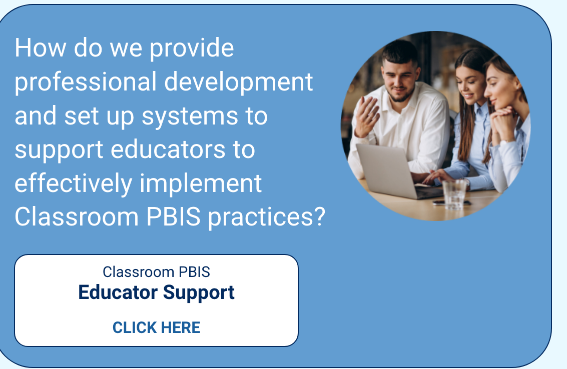 How do we provide
professional development
and set up systems to
support educators to
effectively implement
Classroom PBIS practices?
Classroom PBIS
Educator Support
CLICK HERE